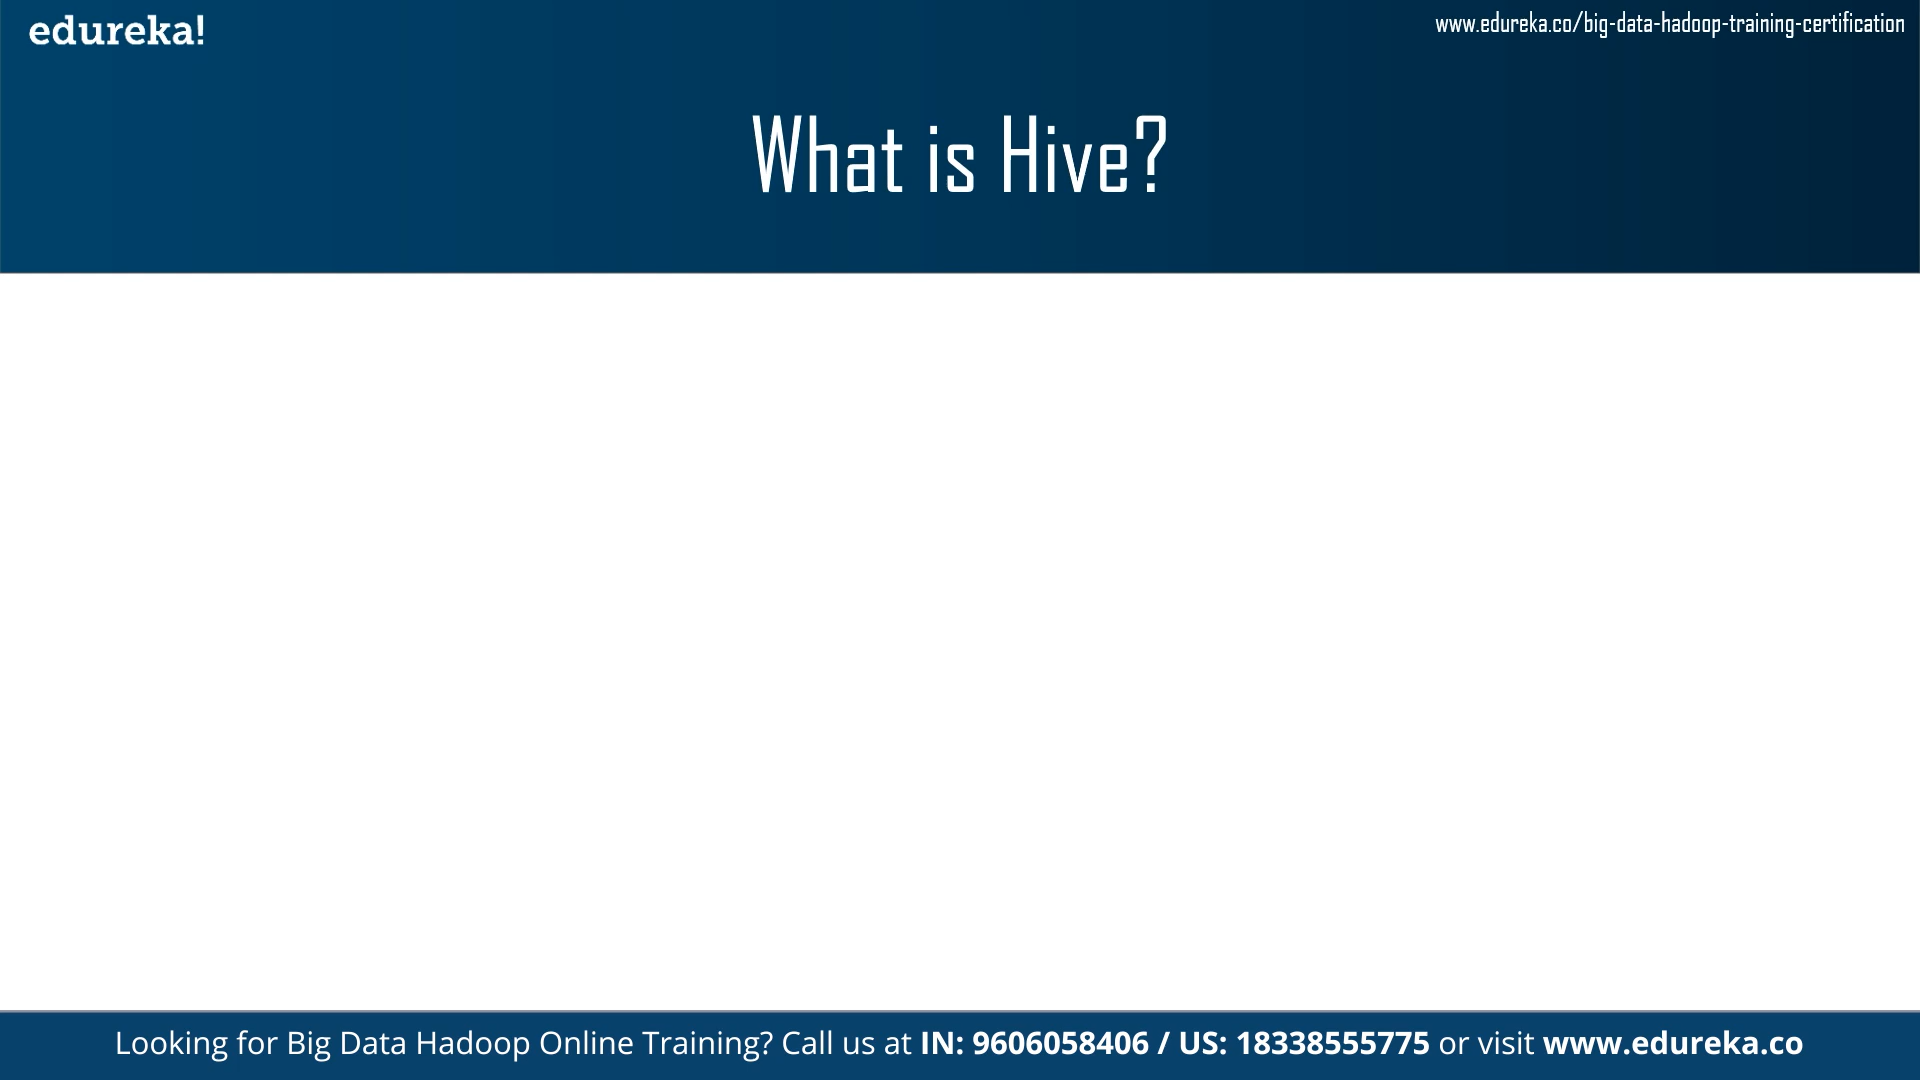 edureka!
www.edureka.co/big-data-hadoop-training-certification
What is Hive?
Looking for Big Data Hadoop Online Training? Call us at IN: 9606058406 / US: 18338555775 or visit www.edureka.co